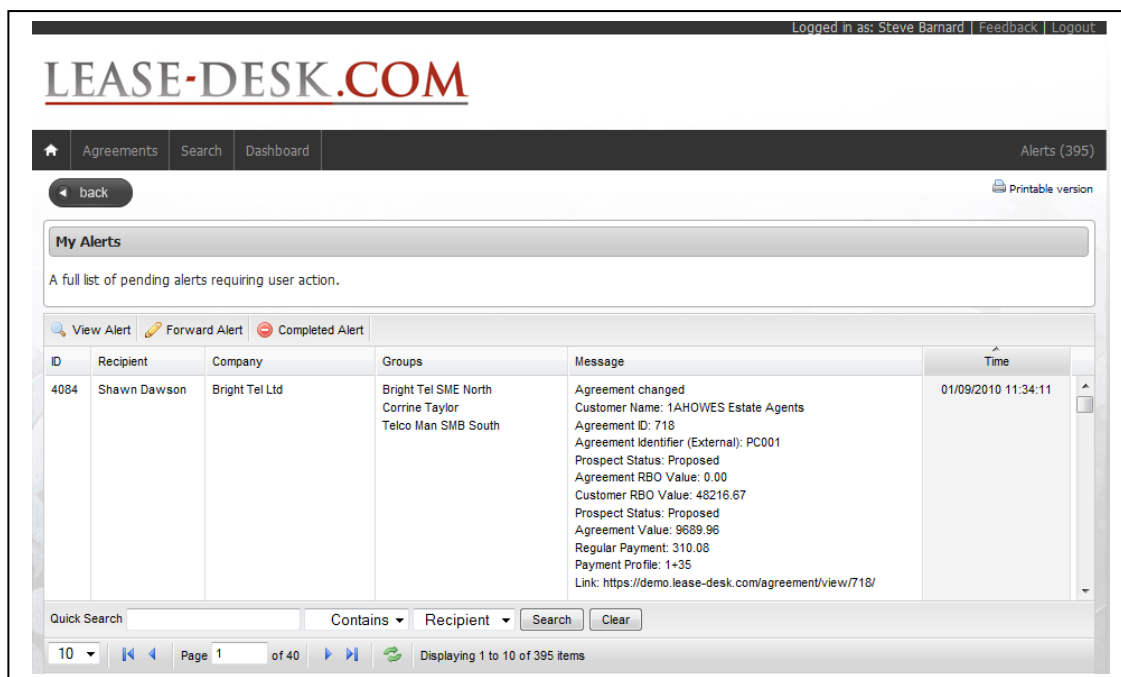 Logged in as: Steve Barnard | Feedback | Logout
LEASE-DESK.COM
Agreements Search Dashboard Alerts (395)
back Printable version
My Alerts
A full list of pending alerts requiring user action.
View Alert Forward Alert Completed Alert
ID Recipient Company Groups Message Time
4084 Shawn Dawson Bright Tel Ltd Bright Tel SME North Agreement changed 01/09/2010 11:34:11
Corrine Taylor Customer Name: 1AHOWES Estate Agents
Telco Man SMB South Agreement ID: 718
Agreement Identifier (External): PC001
Prospect Status: Proposed
Agreement RBO Value: 0.00
Customer RBO Value: 48216.67
Prospect Status: Proposed
Agreement Value: 9689.96
Regular Payment: 310.08
Payment Profile: 1+35
Link: https://demo.lease-desk.com/agreement/view/718/
Quick Search Contains Recipient Search Clear
10 Page 1 of 40 Displaying 1 to 10 of 395 items